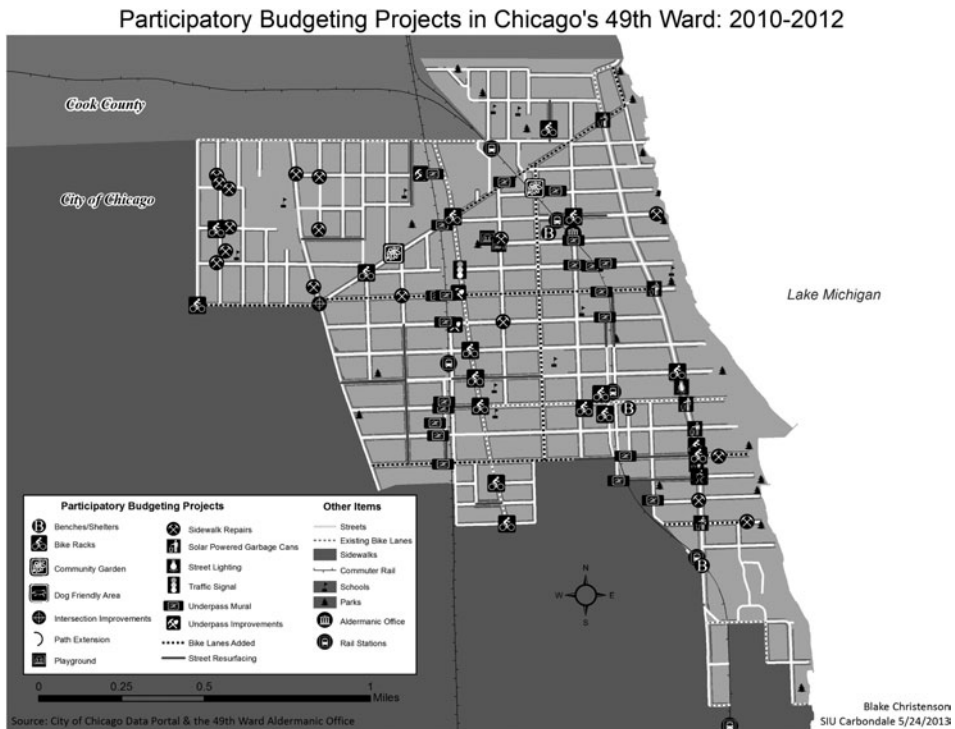 Participatory Budgeting Projects in Chicago's 49th Ward: 2010-2012
Cook County
City of Chicago
Lake Michigan
B
B
B
Participatory Budgeting Projects
Other Items
B Benches/Shelters
Bike Racks
Community Garden
Dog Friendly Area
Intersection Improvements
Path Extension
Playground
Sidewalk Repairs
Solar Powered Garbage Cans
Street Lighting
Traffic Signal
Underpass Mural
Underpass Improvements
Bike Lanes Added
Street Resurfacing
Streets
Existing Bike Lanes
Sidewalks
Commuter Rail
Schools
Parks
Aldermanic Office
Rail Stations
N
W E
S
0 0.25 0.5 1
Miles
Source: City of Chicago Data Portal & the 49th Ward Aldermanic Office
Blake Christenson
SIU Carbondale 5/24/2013